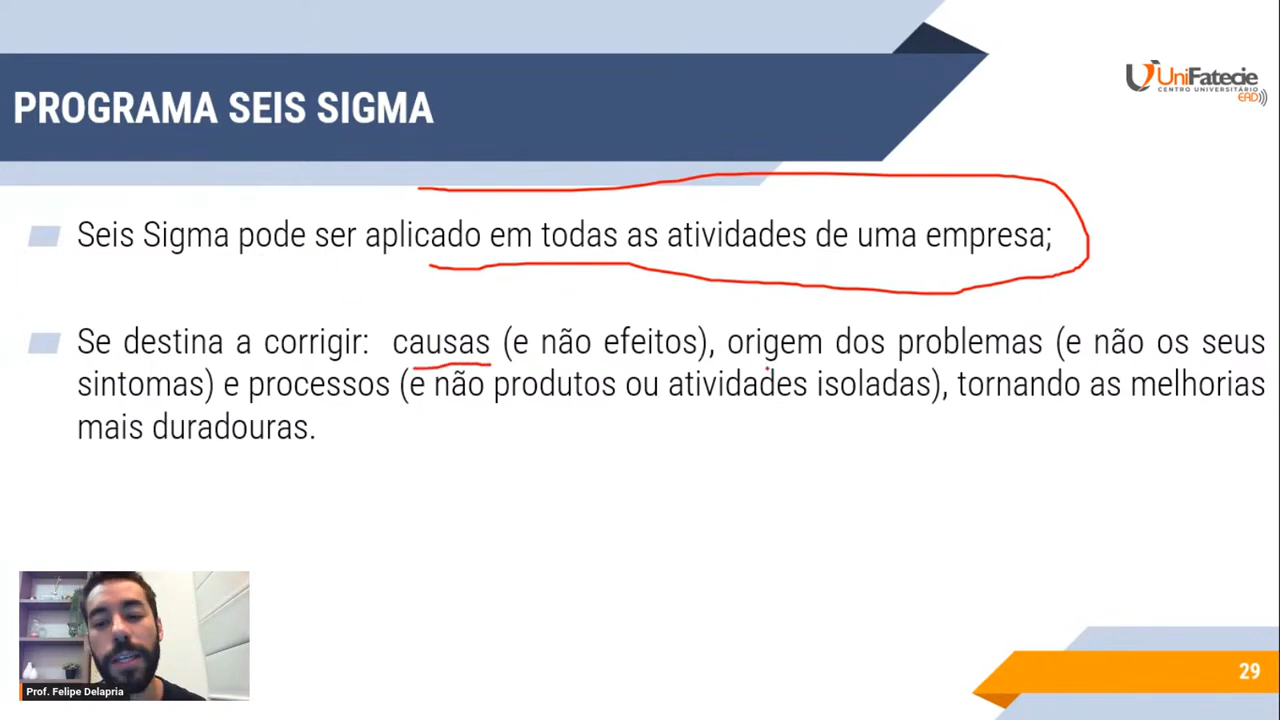 UniFatecie
CENTRO UNIVERSITÁRIO
EAD
PROGRAMA SEIS SIGMA
Seis Sigma pode ser aplicado em todas as atividades de uma empresa;
Se destina a corrigir: causas (e não efeitos), origem dos problemas (e não os seus
sintomas) e processos (e não produtos ou atividades isoladas), tornando as melhorias
mais duradouras.
Prof. Felipe Delapria
29